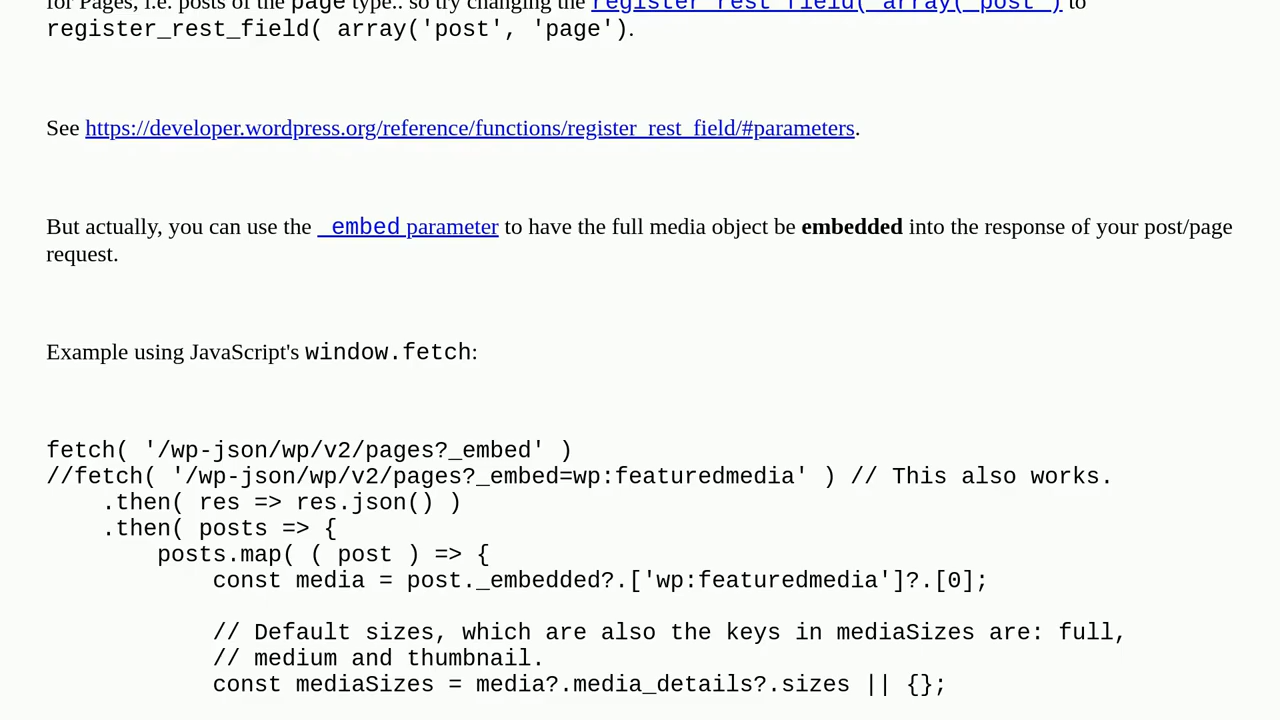 for Pages, i.e. posts of the page type.. so try changing the register_rest_field( array('post') to
register_rest_field( array('post', 'page').
See https://developer.wordpress.org/reference/functions/register_rest_field/#parameters.
But actually, you can use the _embed parameter to have the full media object be embedded into the response of your post/page
request.
Example using JavaScript's window.fetch:
fetch( '/wp-json/wp/v2/pages?_embed' )
//fetch( '/wp-json/wp/v2/pages?_embed=wp:featuredmedia' ) // This also works.
    .then( res => res.json() )
    .then( posts => {
        posts.map( ( post ) => {
            const media = post._embedded?.['wp:featuredmedia']?.[0];
            // Default sizes, which are also the keys in mediaSizes are: full,
            // medium and thumbnail.
            const mediaSizes = media?.media_details?.sizes || {};